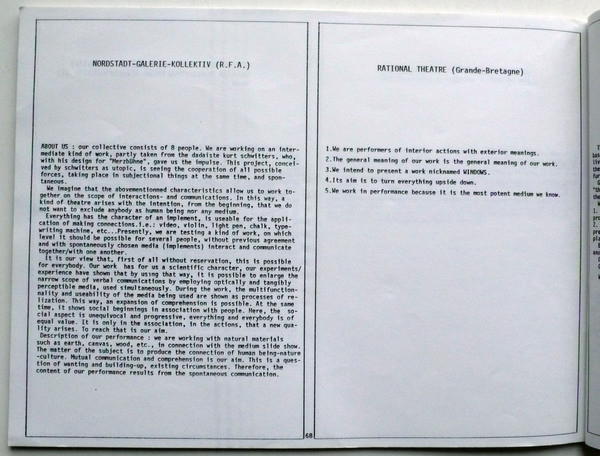 NORDSTADT-GALERIE-KOLLEKTIV (R.F.A.)
ABOUT US : our collective consists of 8 people. We are working on an inter-
mediate kind of work, partly taken from the dadaiste kurt schwitters, who,
with his design for "MerzbUhne", gave us the impulse. This project, concei-
ved by schwitters as utopic, is seeing the cooperation of all possible
forces, taking place in subjectional things at the same time, and spon-
taneous.
We imagine that the abovementionned characteristics allow us to work to-
gether on the scope of interactions- and communications. In this way, a
kind of theatre arises with the intention, from the beginning, that we do
not want to exclude anybody as human being nor any medium.
Everything has the character of an implement, is useable for the appli-
cation of making connections.i.e.: video, violin, light pen, chalk, type-
writing machine, etc...Presently, we are testing a kind of work, on which
level it should be possible for several people, without previous agreement
and with spontaneously chosen media (implements) interact and communicate
together/with one another.
It is our view that, first of all without reservation, this is possible
for everybody. Our work has for us a scientific character, our experiments/
experience have shown that by using that way, it is possible to enlarge the
narrow scope of verbal communications by employing optically and tangibly
perceptible media, used simultaneously. During the work, the multifunction-
nality and useability of the media being used are shown as processes of re-
lization. This way, an expansion of comprehension is possible. At the same
time, it shows social beginnings in association with people. Here, the so-
cial aspect is unequivocal and progressive, everything and everybody is of
equal value. It is only in the association, in the actions, that a new qua-
lity arises. To reach that is our aim.
Description of our performance : we are working with natural materials
such as earth, canvas, wood, etc., in connection with the medium slide show.
The matter of the subject is to produce the connection of human being-nature
-culture. Mutual communication and comprehension is our aim. This is a ques-
tion of wanting and building-up, existing circumstances. Therefore, the
content of our performance results from the spontaneous communication.
68
RATIONAL THEATRE (Grande-Bretagne)
1.We are performers of interior actions with exterior meanings.
2.The general meaning of our work is the general meaning of our work.
3.We intend to present a work nicknamed WINDOWS.
4.Its aim is to turn everything upside down.
5.We work in performance because it is the most potent medium we know.